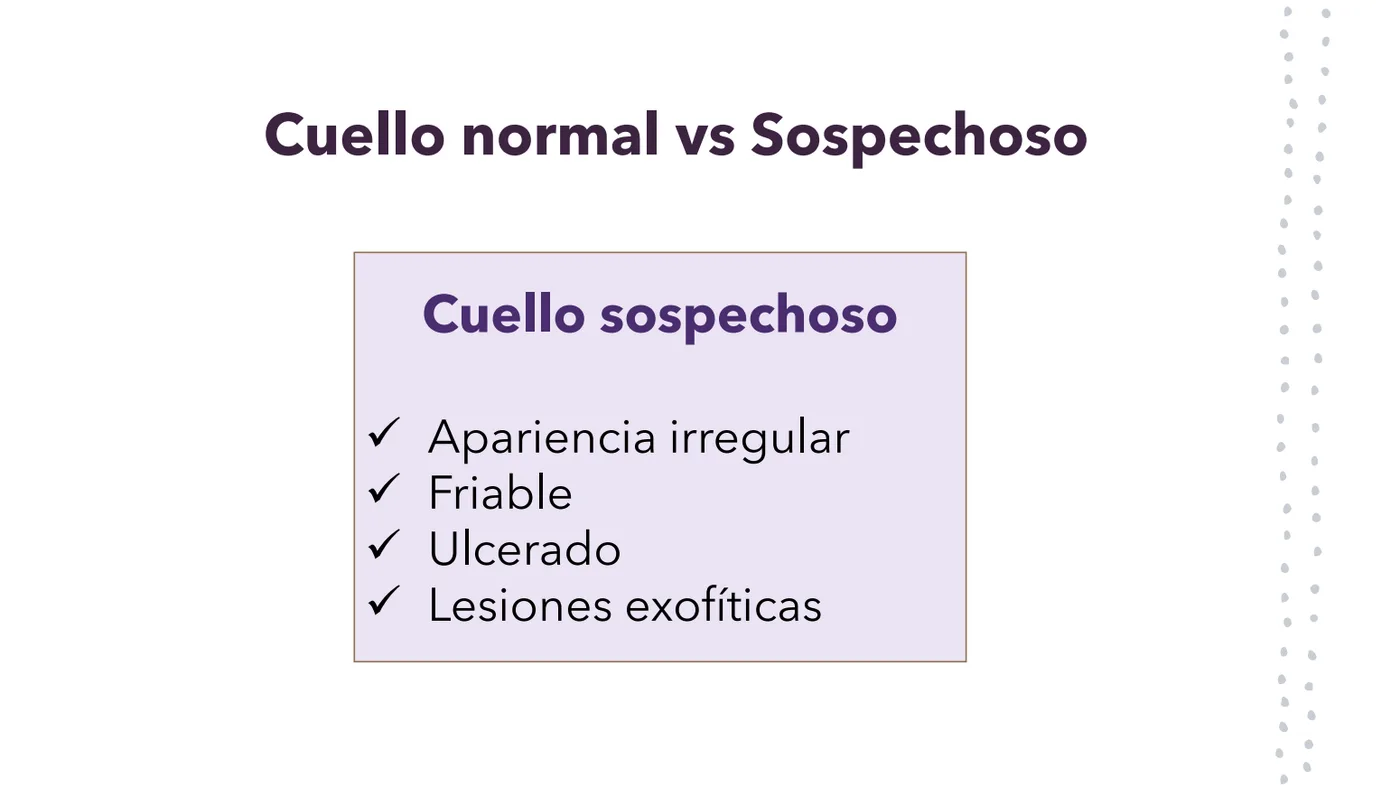 Cuello normal vs Sospechoso
Cuello sospechoso
✓ Apariencia irregular
✓ Friable
✓ Ulcerado
✓ Lesiones exofíticas